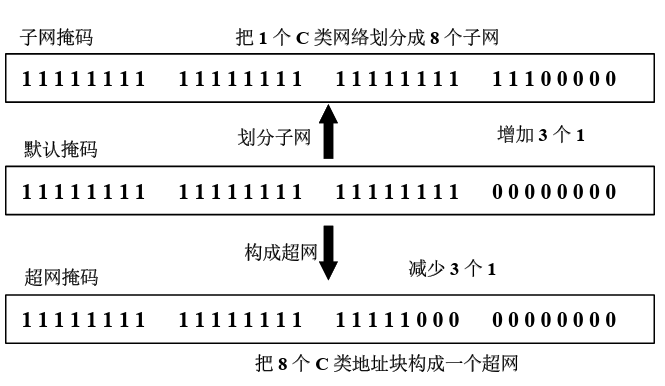 子网掩码 把 1 个 C 类网络划分成 8 个子网
11111111 11111111 11111111 11100000
划分子网 增加 3 个 1
默认掩码
11111111 11111111 11111111 00000000
构成超网 减少 3 个 1
超网掩码
11111111 11111111 11111000 00000000
把 8 个 C 类地址块构成一个超网